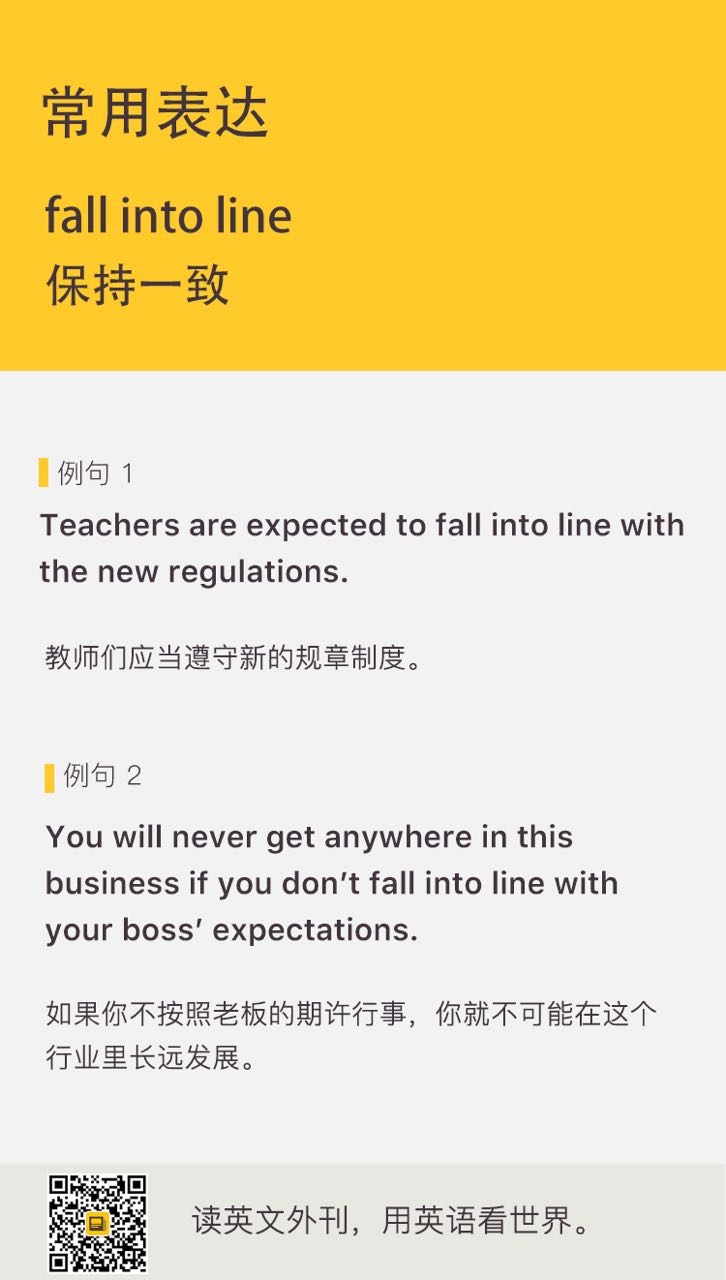 常用表达
fall into line
保持一致
例句 1
Teachers are expected to fall into line with
the new regulations.
教师们应当遵守新的规章制度。
例句 2
You will never get anywhere in this
business if you don’t fall into line with
your boss’ expectations.
如果你不按照老板的期许行事，你就不可能在这个
行业里长远发展。
读英文外刊，用英语看世界。